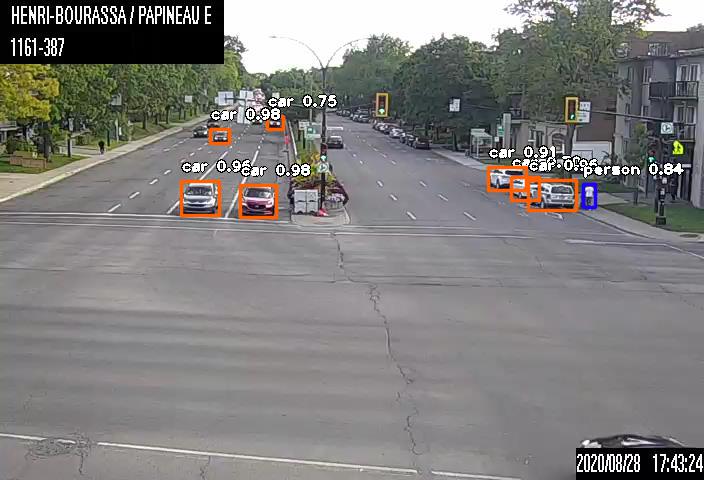 HENRI-BOURASSA / PAPINEAU E
1161-387
car 0.75
car 0.98
car 0.91
car 0.96
car 0.98
person 0.84
2020/08/28 17:43:24